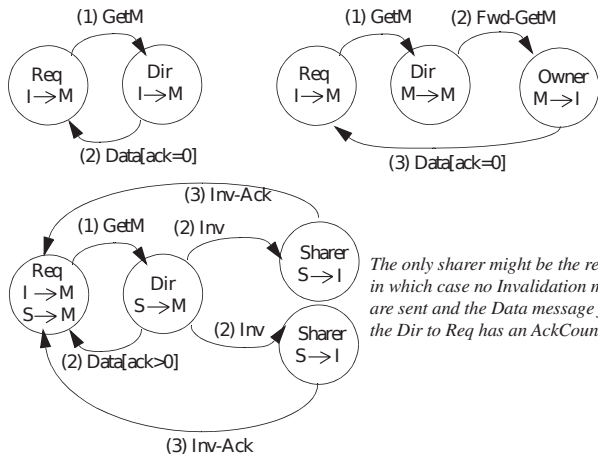 (1) GetM
Req
I→M
Dir
I→M
(2) Data[ack=0]
(1) GetM
(2) Fwd-GetM
Req
I→M
Dir
M→M
Owner
M→I
(3) Data[ack=0]
(3) Inv-Ack
(1) GetM
(2) Inv
Req
I→M
S→M
Dir
S→M
Sharer
S→I
(2) Inv
Sharer
S→I
(2) Data[ack>0]
(3) Inv-Ack
The only sharer might be the re
in which case no Invalidation m
are sent and the Data message
the Dir to Req has an AckCoun